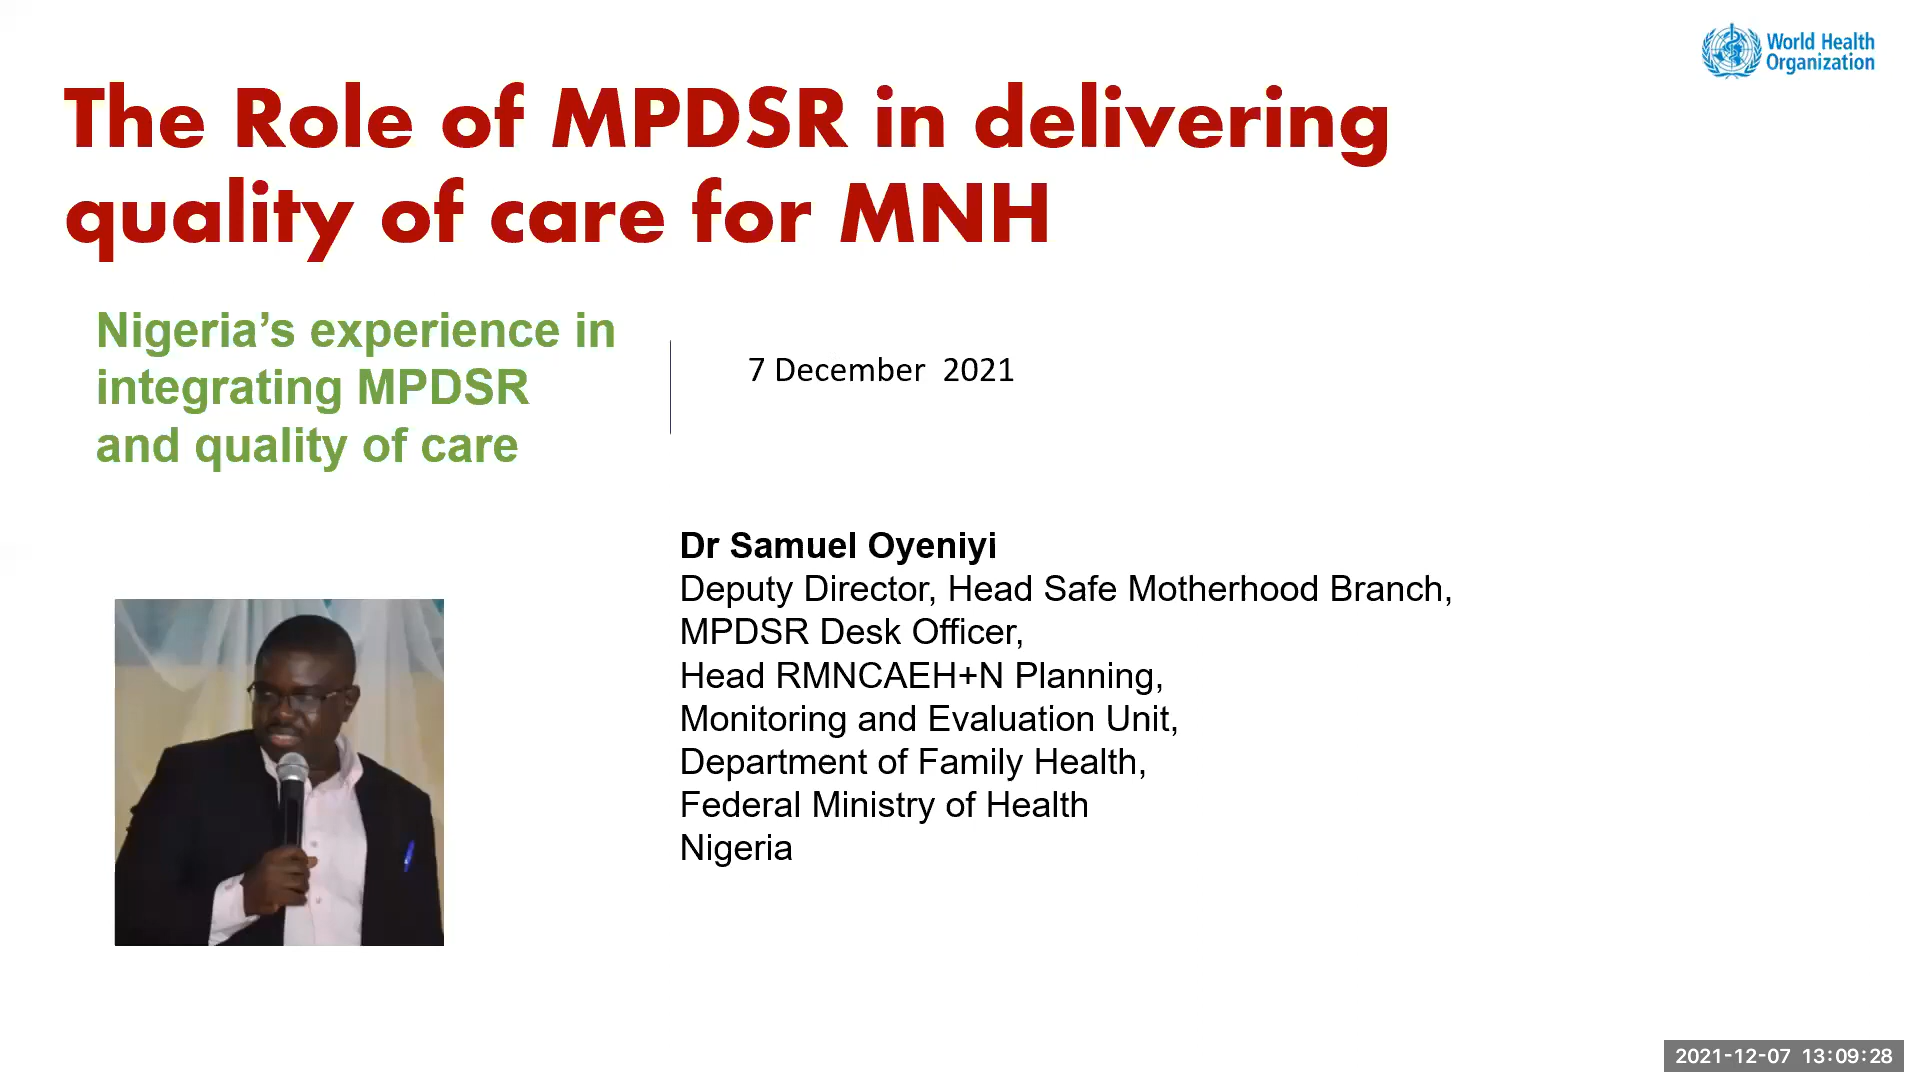 World Health
Organization
The Role of MPDSR in delivering
quality of care for MNH
Nigeria’s experience in
integrating MPDSR
and quality of care
7 December 2021
Dr Samuel Oyeniyi
Deputy Director, Head Safe Motherhood Branch,
MPDSR Desk Officer,
Head RMNCAEH+N Planning,
Monitoring and Evaluation Unit,
Department of Family Health,
Federal Ministry of Health
Nigeria
2021-12-07 13:09:28